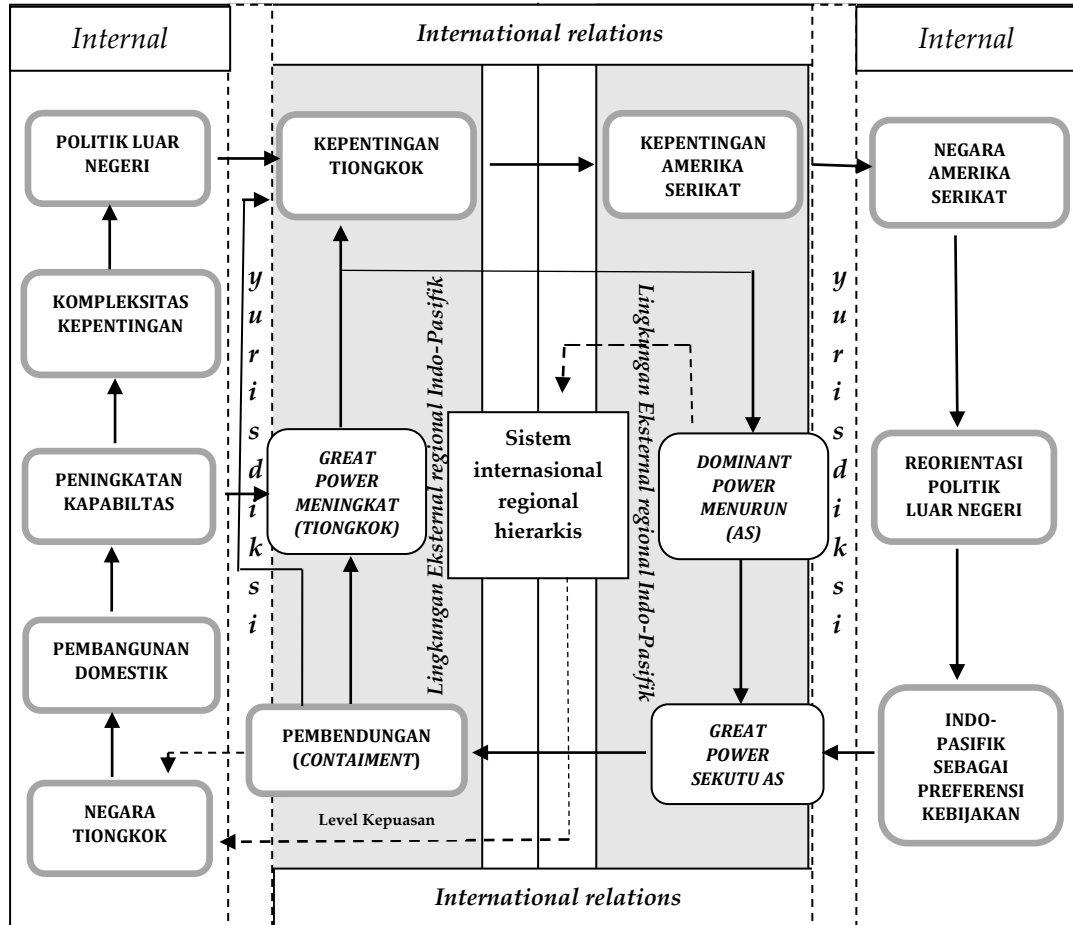 Internal
International relations
Internal
POLITIK LUAR
NEGERI
KEPENTINGAN
TIONGKOK
KEPENTINGAN
AMERIKA
SERIKAT
NEGARA
AMERIKA
SERIKAT
KOMPLEKSITAS
KEPENTINGAN
yurisdiksi
Lingkungan Eksternal regional Indo-Pasifik
Lingkungan Eksternal regional Indo-Pasifik
yurisdiksi
PENINGKATAN
KAPABILTAS
GREAT
POWER
MENINGKAT
(TIONGKOK)
Sistem
internasional
regional
hierarkis
DOMINANT
POWER
MENURUN
(AS)
REORIENTASI
POLITIK
LUAR NEGERI
PEMBANGUNAN
DOMESTIK
PEMBENDUNGAN
(CONTAIMENT)
GREAT
POWER
SEKUTU AS
INDO-
PASIFIK
SEBAGAI
PREFERENSI
KEBIJAKAN
NEGARA
TIONGKOK
Level Kepuasan
International relations